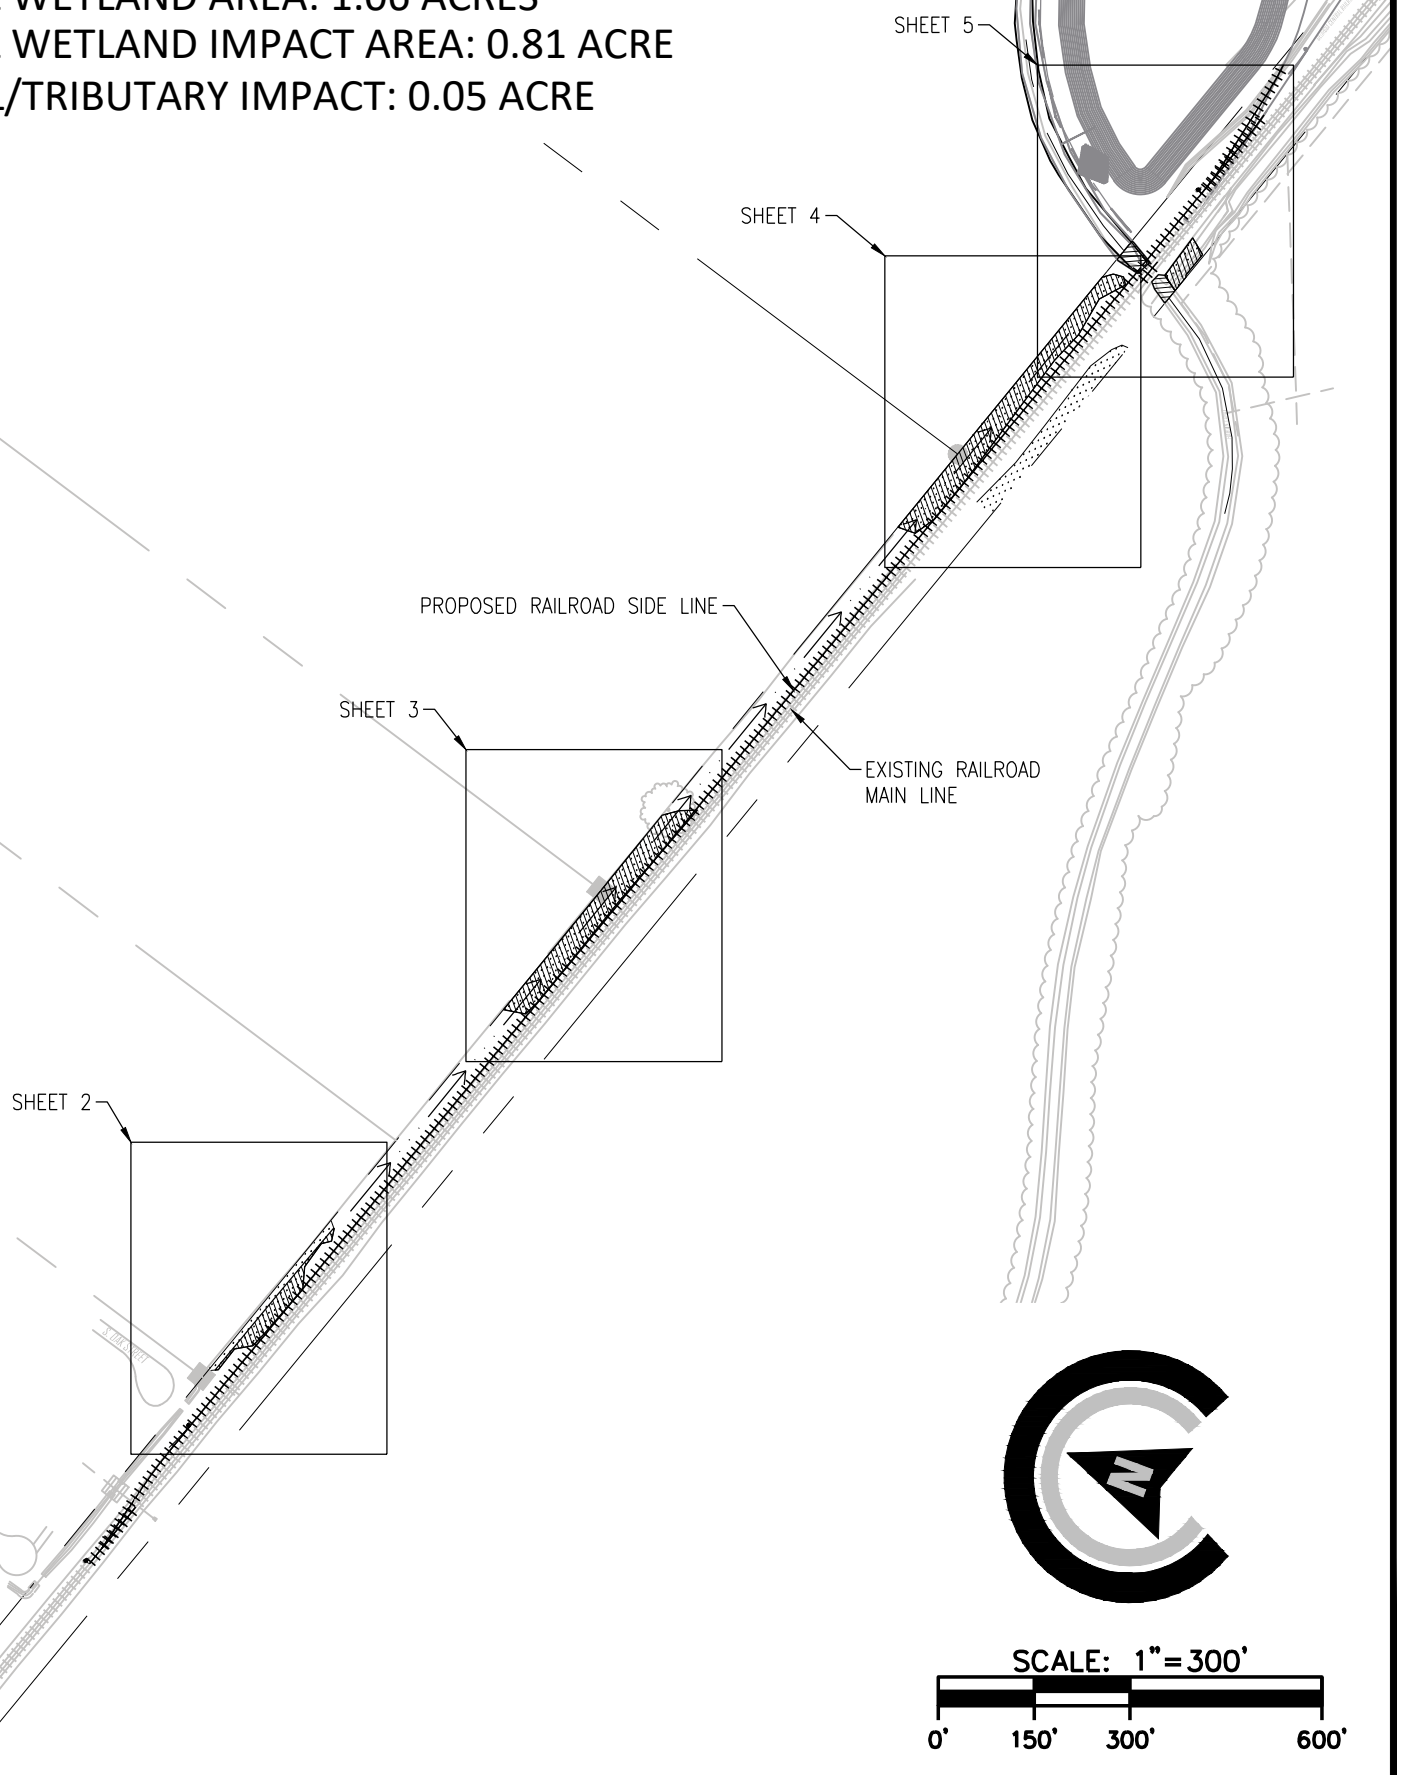 WETLAND AREA: 1.06 ACRES
WETLAND IMPACT AREA: 0.81 ACRE
/TRIBUTARY IMPACT: 0.05 ACRE
SHEET 5
SHEET 4
PROPOSED RAILROAD SIDE LINE
SHEET 3
EXISTING RAILROAD
MAIN LINE
SHEET 2
S. OAK STREET
N
SCALE: 1"=300'
0' 150' 300' 600'